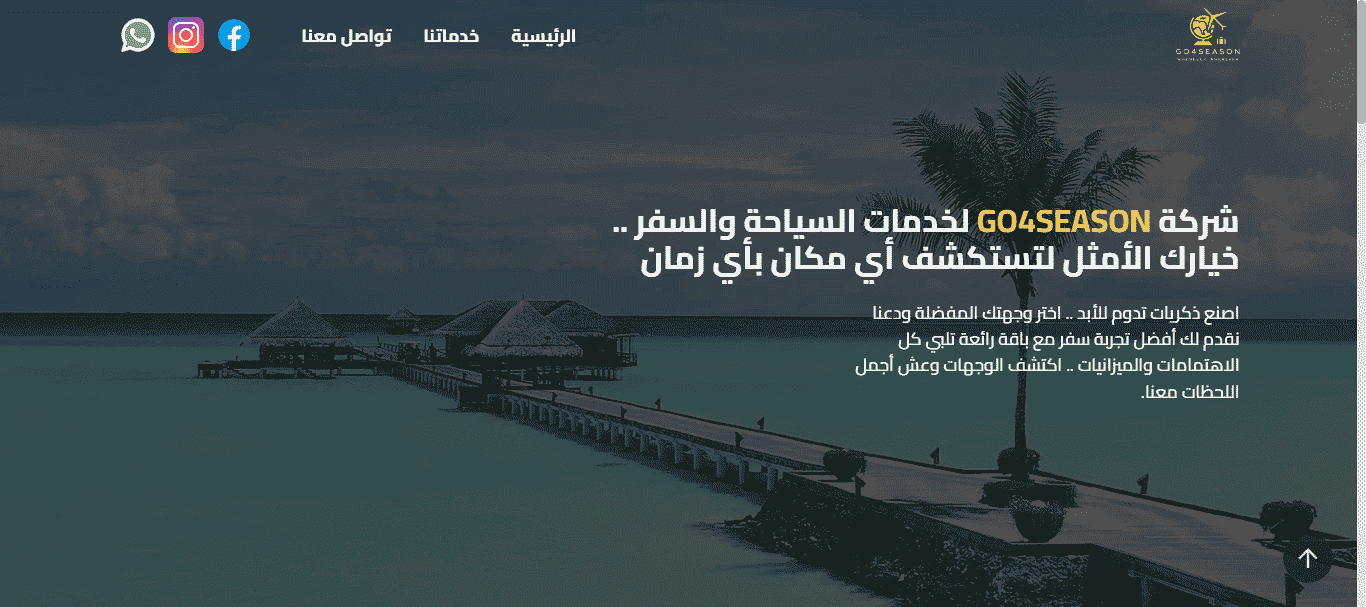 GO4SEASON
الرئيسية
خدماتنا
تواصل معنا
شركة GO4SEASON لخدمات السياحة والسفر ..
خيارك الأمثل لتستكشف أي مكان بأي زمان
اصنع ذكريات تدوم للأبد .. اختر وجهتك المفضلة ودعنا
نقدم لك أفضل تجربة سفر مع باقة رائعة تلبي كل
الاهتمامات والميزانيات .. اكتشف الوجهات وعش أجمل
اللحظات معنا.